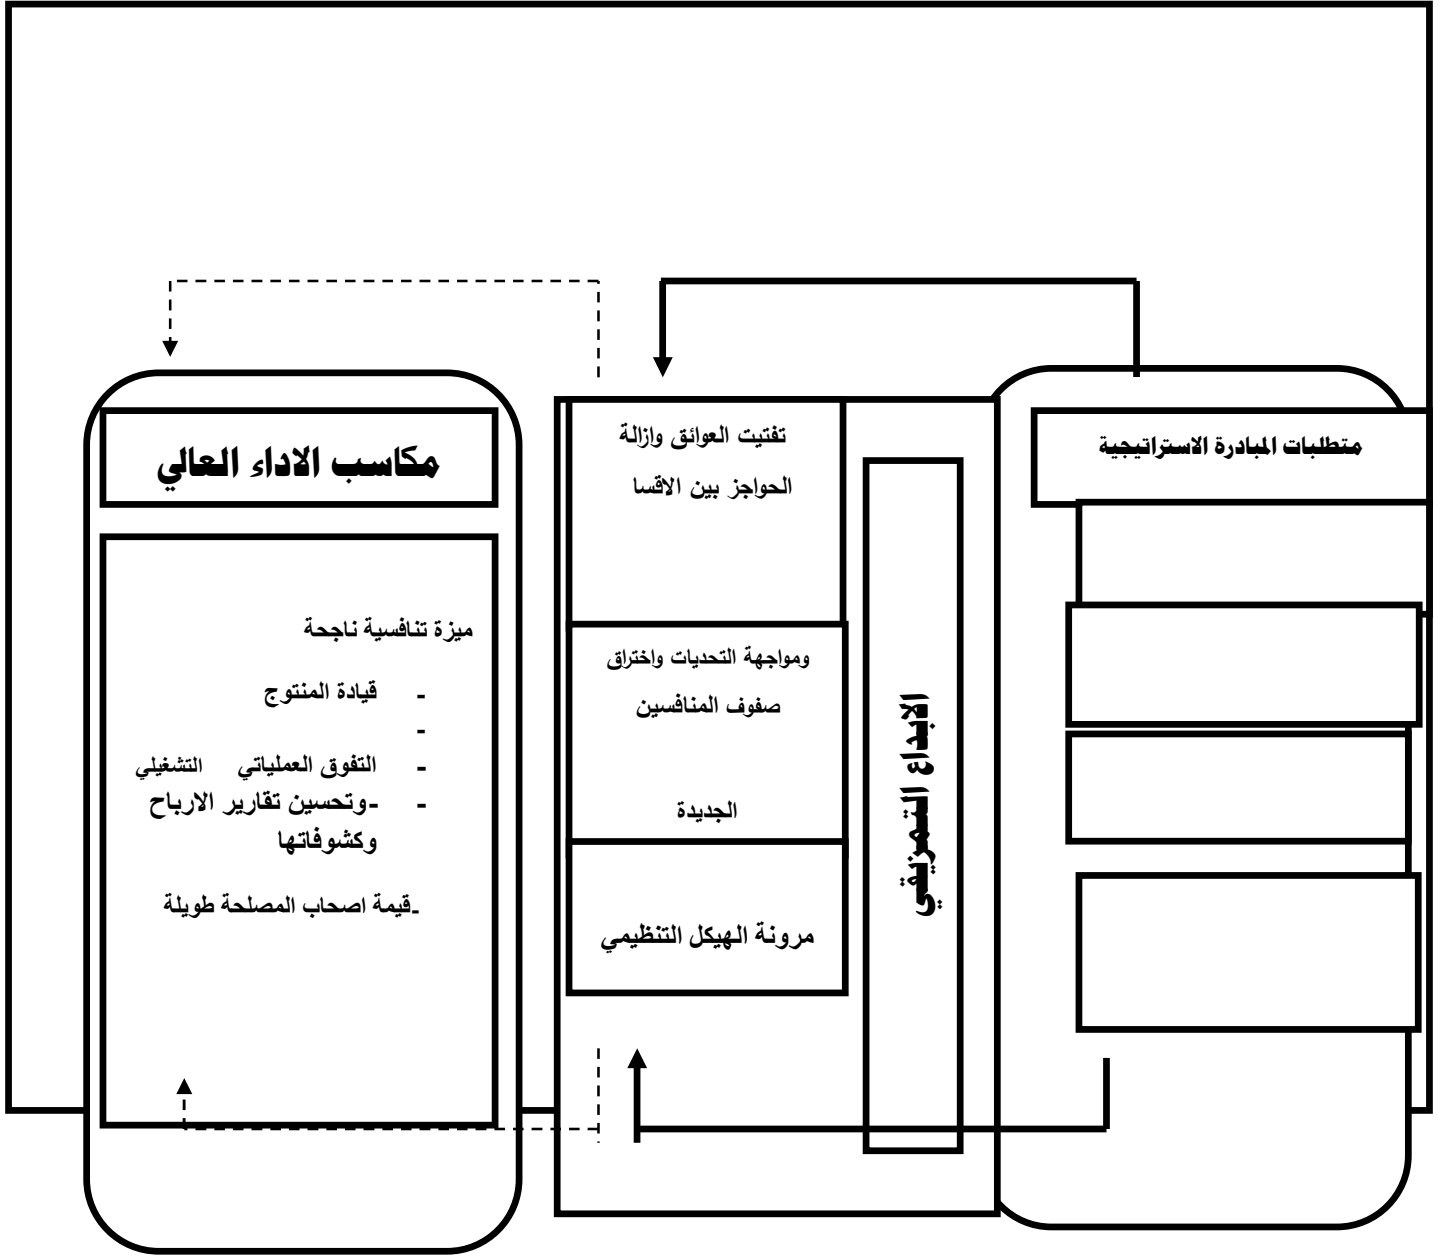 متطلبات المبادرة الاستراتيجية
الابداع التمزيقي
تفتيت العوائق وازالة
الحواجز بين الاقسا
ومواجهة التحديات واختراق
صفوف المنافسين
الجديدة
مرونة الهيكل التنظيمي
مكاسب الاداء العالي
ميزة تنافسية ناجحة
- قيادة المنتوج
-
- التفوق العملياتي التشغيلي
- -وتحسين تقارير الارباح
وكشوفاتها
-قيمة اصحاب المصلحة طويلة